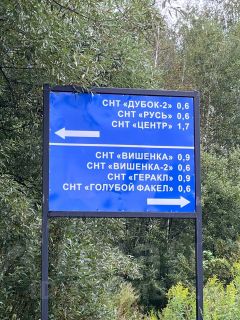 СНТ «ДУБОК-2» 0,6
СНТ «РУСЬ» 0,6
СНТ «ЦЕНТР» 1,7
СНТ «ВИШЕНКА» 0,9
СНТ «ВИШЕНКА-2» 0,6
СНТ «ГЕРАКЛ» 0,9
СНТ «ГОЛУБОЙ ФАКЕЛ» 0,6